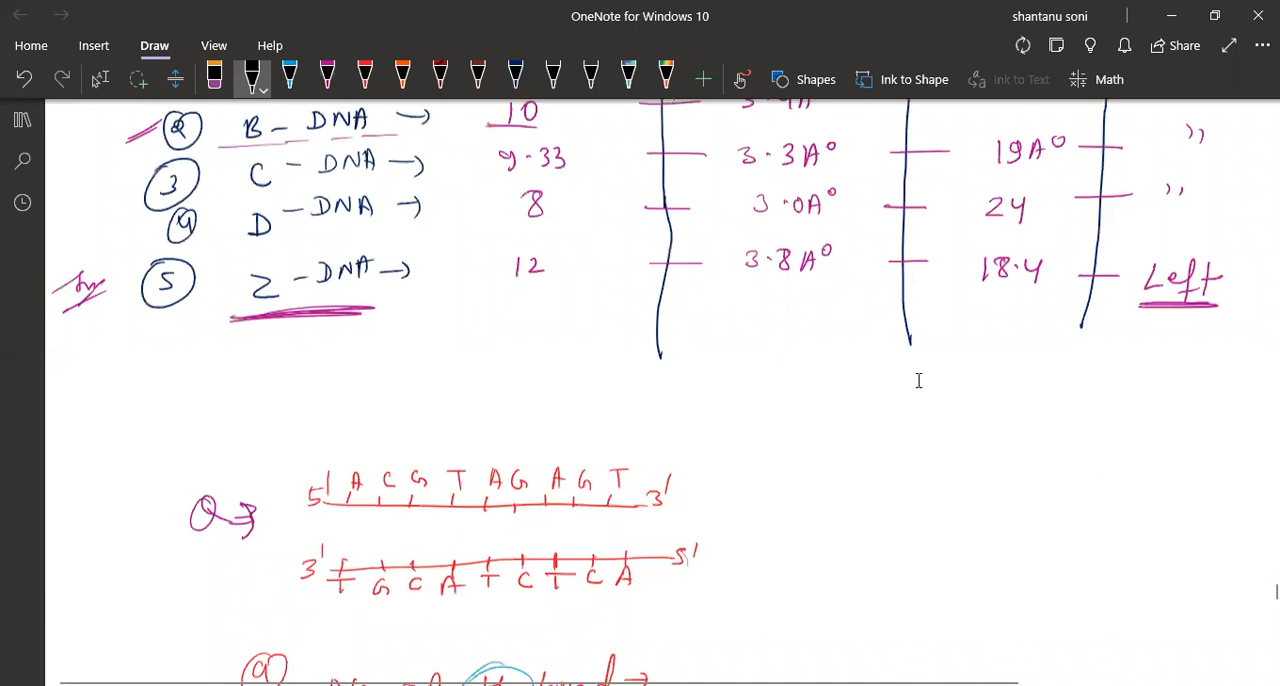 OneNote for Windows 10
shantanu soni
Home Insert Draw View Help
Share
Shapes Ink to Shape Ink to Text Math
2 B - DNA → 10 3.4A
3 C - DNA → 9.33 3.3A° 19A° ,,
4 D - DNA → 8 3.0A° 24 ,,
5 Z - DNA → 12 3.8A° 18.4 Left
Q→ 5' A C G T A G A G T 3'
3' T G C A T C T C A 5'
a